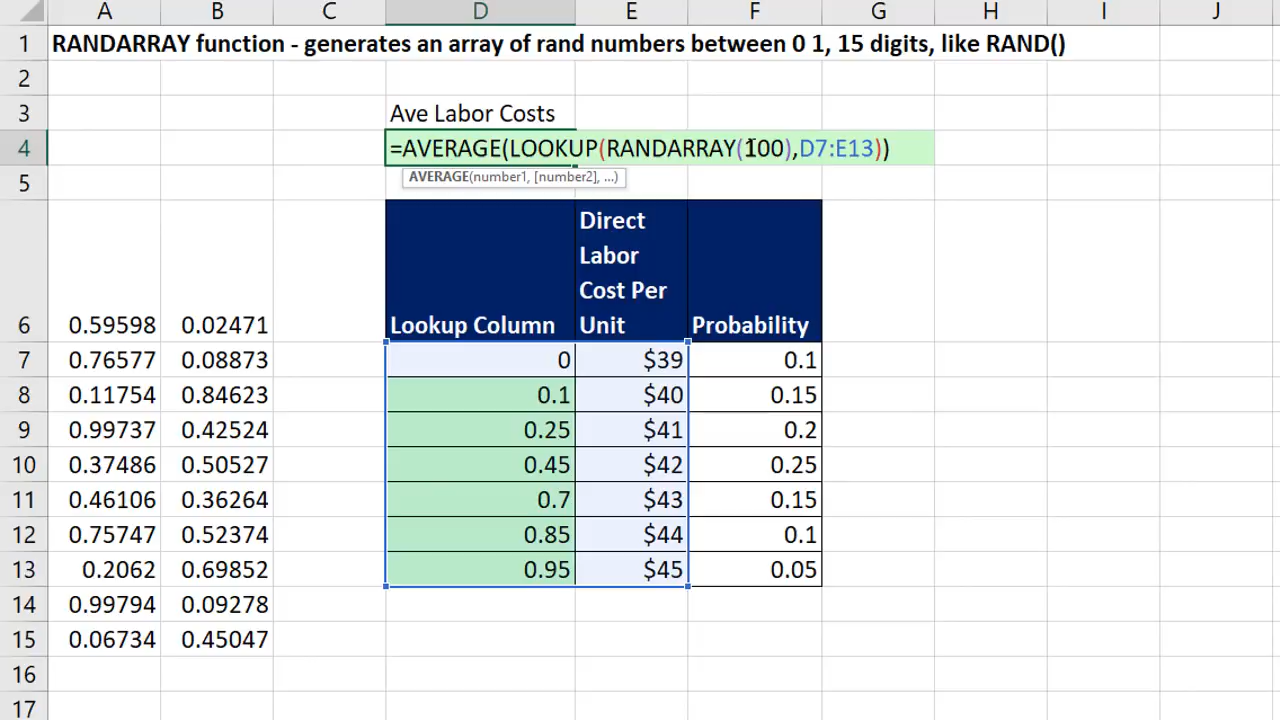 A B C D E F G H I J
1 RANDARRAY function - generates an array of rand numbers between 0 1, 15 digits, like RAND()
2
3 Ave Labor Costs
4 =AVERAGE(LOOKUP(RANDARRAY(100),D7:E13))
AVERAGE(number1, [number2], ...)
5
Direct
Labor
Cost Per
6 0.59598 0.02471 Lookup Column Unit Probability
7 0.76577 0.08873 0 $39 0.1
8 0.11754 0.84623 0.1 $40 0.15
9 0.99737 0.42524 0.25 $41 0.2
10 0.37486 0.50527 0.45 $42 0.25
11 0.46106 0.36264 0.7 $43 0.15
12 0.75747 0.52374 0.85 $44 0.1
13 0.2062 0.69852 0.95 $45 0.05
14 0.99794 0.09278
15 0.06734 0.45047
16
17